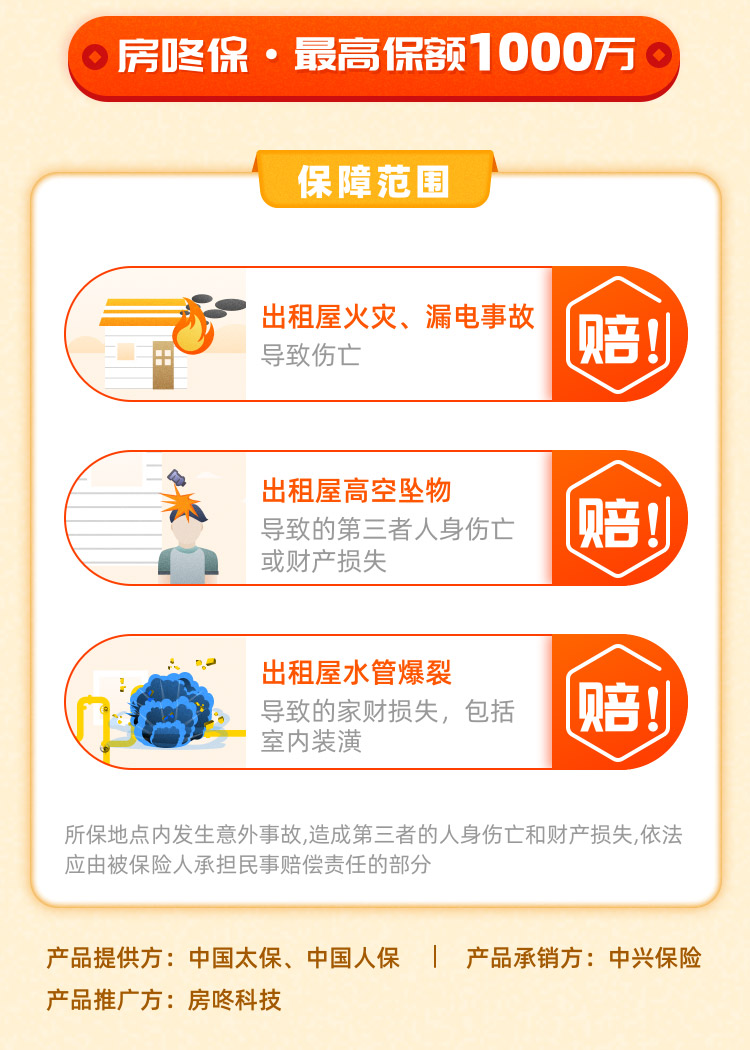 房咚保·最高保额1000万
保障范围
出租屋火灾、漏电事故
导致伤亡
赔!
出租屋高空坠物
导致的第三者人身伤亡
或财产损失
赔!
出租屋水管爆裂
导致的家财损失，包括
室内装潢
赔!
所保地点内发生意外事故,造成第三者的人身伤亡和财产损失,依法
应由被保险人承担民事赔偿责任的部分
产品提供方：中国太保、中国人保 | 产品承销方：中兴保险
产品推广方：房咚科技